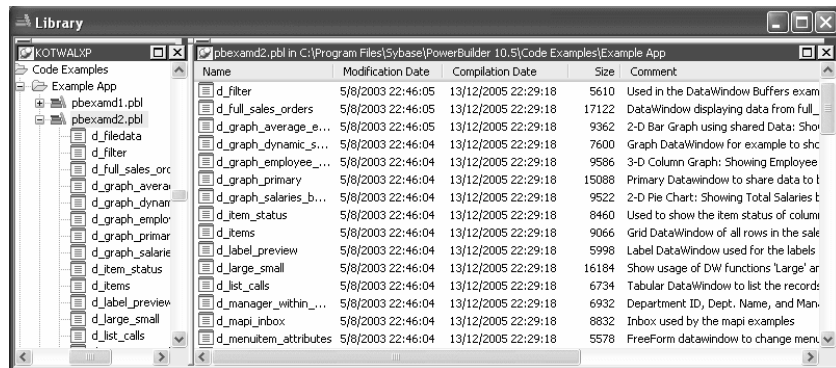 Library
KOTWALXP
pbexamd2.pbl in C:\Program Files\Sybase\PowerBuilder 10.5\Code Examples\Example App
Code Examples
Example App
pbexamd1.pbl
pbexamd2.pbl
d_filedata
d_filter
d_full_sales_orc
d_graph_avera
d_graph_dynam
d_graph_employ
d_graph_primar
d_graph_salarie
d_item_status
d_items
d_label_preview
d_large_small
d_list_calls
Name Modification Date Compilation Date Size Comment
d_filter 5/8/2003 22:46:05 13/12/2005 22:29:18 5610 Used in the DataWindow Buffers exam
d_full_sales_orders 5/8/2003 22:46:05 13/12/2005 22:29:18 17122 DataWindow displaying data from full_
d_graph_average_e... 5/8/2003 22:46:05 13/12/2005 22:29:18 9362 2-D Bar Graph using shared Data: Sho
d_graph_dynamic_s... 5/8/2003 22:46:04 13/12/2005 22:29:18 7600 Graph DataWindow for example to sho
d_graph_employee_... 5/8/2003 22:46:04 13/12/2005 22:29:18 9586 3-D Column Graph: Showing Employee
d_graph_primary 5/8/2003 22:46:04 13/12/2005 22:29:18 15088 Primary Datawindow to share data to b
d_graph_salaries_b... 5/8/2003 22:46:04 13/12/2005 22:29:18 9522 2-D Pie Chart: Showing Total Salaries b
d_item_status 5/8/2003 22:46:04 13/12/2005 22:29:18 8460 Used to show the item status of colum
d_items 5/8/2003 22:46:04 13/12/2005 22:29:18 9066 Grid DataWindow of all rows in the sale
d_label_preview 5/8/2003 22:46:04 13/12/2005 22:29:18 5998 Label DataWindow used for the labels
d_large_small 5/8/2003 22:46:04 13/12/2005 22:29:18 16184 Show usage of DW functions 'Large' ar
d_list_calls 5/8/2003 22:46:04 13/12/2005 22:29:18 6734 Tabular DataWindow to list the records
d_manager_within_... 5/8/2003 22:46:04 13/12/2005 22:29:18 6932 Department ID, Dept. Name, and Man
d_mapi_inbox 5/8/2003 22:46:04 13/12/2005 22:29:18 8832 Inbox used by the mapi examples
d_menuitem_attributes 5/8/2003 22:46:04 13/12/2005 22:29:18 5578 FreeForm datawindow to change menu